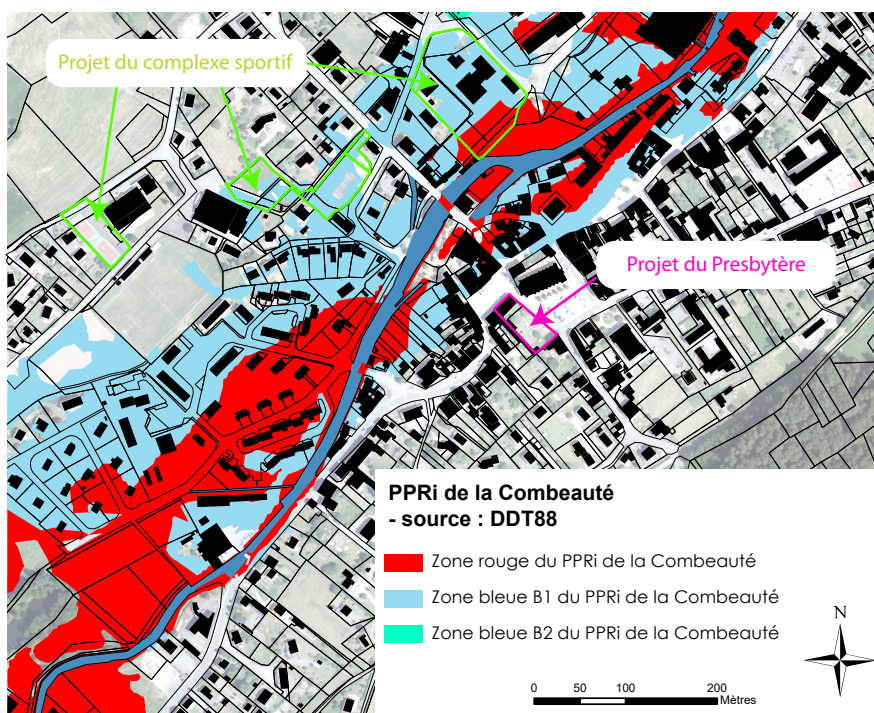 Projet du complexe sportif
Projet du Presbytère
PPRi de la Combeauté
- source : DDT88
Zone rouge du PPRi de la Combeauté
Zone bleue B1 du PPRi de la Combeauté
Zone bleue B2 du PPRi de la Combeauté
N
0 50 100 200
Mètres